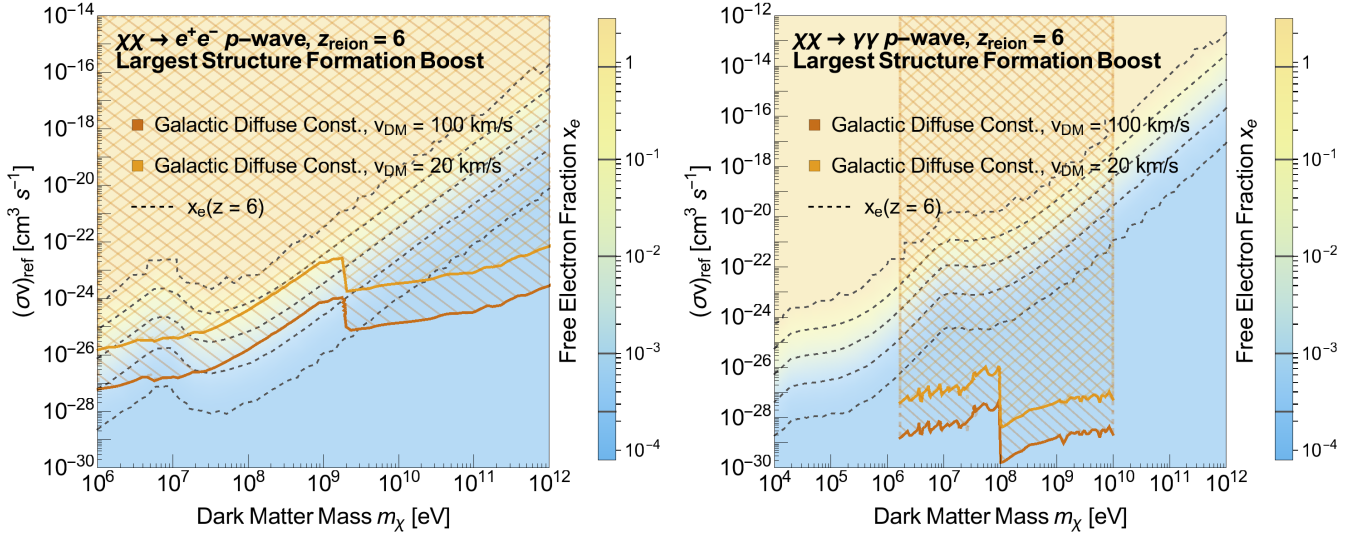 χχ → e⁺e⁻ p–wave, z_reion = 6
Largest Structure Formation Boost
Galactic Diffuse Const., v_DM = 100 km/s
Galactic Diffuse Const., v_DM = 20 km/s
x_e(z = 6)
10⁻¹⁴
10⁻¹⁶
10⁻¹⁸
10⁻²⁰
10⁻²²
10⁻²⁴
10⁻²⁶
10⁻²⁸
10⁻³⁰
(σv)_ref [cm³ s⁻¹]
10⁶ 10⁷ 10⁸ 10⁹ 10¹⁰ 10¹¹ 10¹²
Dark Matter Mass m_χ [eV]
Free Electron Fraction x_e
1
10⁻¹
10⁻²
10⁻³
10⁻⁴
χχ → γγ p–wave, z_reion = 6
Largest Structure Formation Boost
Galactic Diffuse Const., v_DM = 100 km/s
Galactic Diffuse Const., v_DM = 20 km/s
x_e(z = 6)
10⁻¹²
10⁻¹⁴
10⁻¹⁶
10⁻¹⁸
10⁻²⁰
10⁻²²
10⁻²⁴
10⁻²⁶
10⁻²⁸
10⁻³⁰
(σv)_ref [cm³ s⁻¹]
10⁴ 10⁵ 10⁶ 10⁷ 10⁸ 10⁹ 10¹⁰ 10¹¹ 10¹²
Dark Matter Mass m_χ [eV]
Free Electron Fraction x_e
1
10⁻¹
10⁻²
10⁻³
10⁻⁴